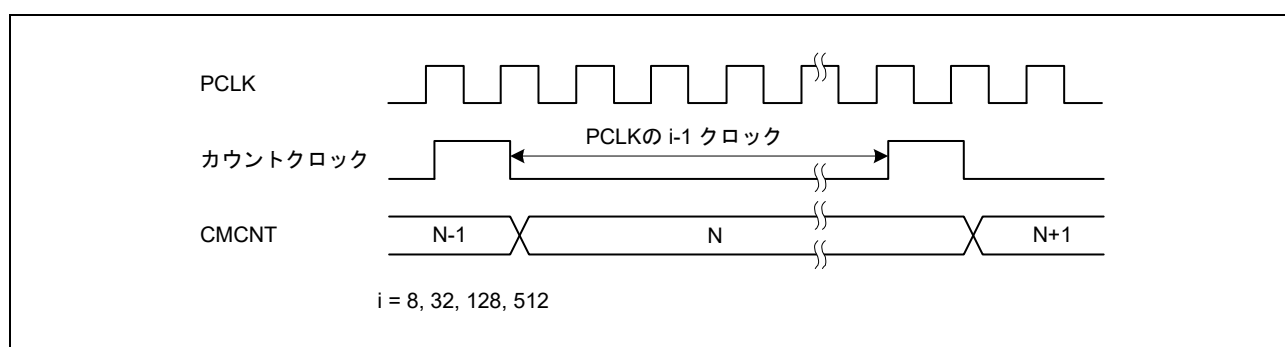 PCLK
PCLKの i-1 クロック
カウントクロック
CMCNT
N-1
N
N+1
i = 8, 32, 128, 512